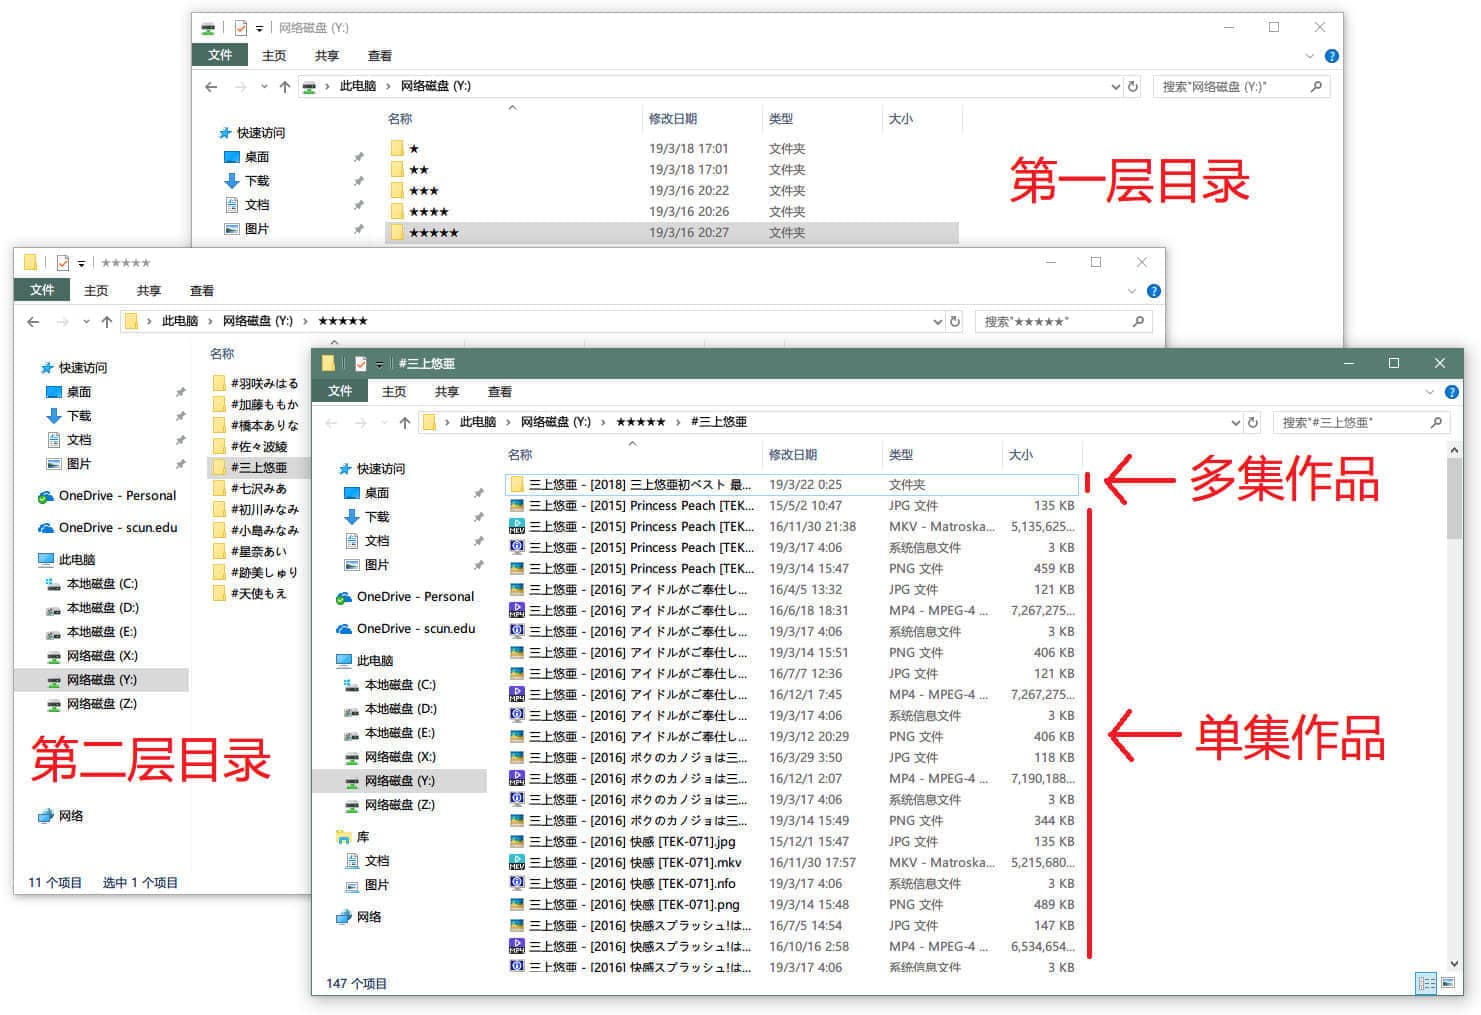 网络磁盘 (Y:)
文件 主页 共享 查看
此电脑 › 网络磁盘 (Y:)
搜索"网络磁盘 (Y:)"
名称 修改日期 类型 大小
快速访问
桌面
下载
文档
图片
★ 19/3/18 17:01 文件夹
★★ 19/3/18 17:01 文件夹
★★★ 19/3/16 20:22 文件夹
★★★★ 19/3/16 20:26 文件夹
★★★★★ 19/3/16 20:27 文件夹
第一层目录
★★★★★
文件 主页 共享 查看
此电脑 › 网络磁盘 (Y:) › ★★★★★
搜索"★★★★★"
名称
快速访问
桌面
下载
文档
图片
OneDrive - Personal
OneDrive - scun.edu
此电脑
本地磁盘 (C:)
本地磁盘 (D:)
本地磁盘 (E:)
网络磁盘 (X:)
网络磁盘 (Y:)
网络磁盘 (Z:)
第二层目录
网络
#羽咲みはる
#加藤ももか
#橋本ありな
#佐々波綾
#三上悠亜
#七沢みあ
#初川みなみ
#小島みなみ
#星奈あい
#跡美しゅり
#天使もえ
11 个项目 选中 1 个项目
#三上悠亜
文件 主页 共享 查看
此电脑 › 网络磁盘 (Y:) › ★★★★★ › #三上悠亜
搜索"#三上悠亜"
快速访问
桌面
下载
文档
图片
OneDrive - Personal
OneDrive - scun.edu
此电脑
本地磁盘 (C:)
本地磁盘 (D:)
本地磁盘 (E:)
网络磁盘 (X:)
网络磁盘 (Y:)
网络磁盘 (Z:)
库
文档
图片
网络
名称 修改日期 类型 大小
三上悠亜 - [2018] 三上悠亜初ベスト 最... 19/3/22 0:25 文件夹
三上悠亜 - [2015] Princess Peach [TEK... 15/5/2 10:47 JPG 文件 135 KB
三上悠亜 - [2015] Princess Peach [TEK... 16/11/30 21:38 MKV - Matroska... 5,135,625...
三上悠亜 - [2015] Princess Peach [TEK... 19/3/17 4:06 系统信息文件 3 KB
三上悠亜 - [2015] Princess Peach [TEK... 19/3/14 15:47 PNG 文件 459 KB
三上悠亜 - [2016] アイドルがご奉仕し... 16/4/5 13:32 JPG 文件 121 KB
三上悠亜 - [2016] アイドルがご奉仕し... 16/6/18 18:31 MP4 - MPEG-4 ... 7,267,275...
三上悠亜 - [2016] アイドルがご奉仕し... 19/3/17 4:06 系统信息文件 3 KB
三上悠亜 - [2016] アイドルがご奉仕し... 19/3/14 15:51 PNG 文件 406 KB
三上悠亜 - [2016] アイドルがご奉仕し... 16/7/7 12:36 JPG 文件 121 KB
三上悠亜 - [2016] アイドルがご奉仕し... 16/12/1 7:45 MP4 - MPEG-4 ... 7,267,275...
三上悠亜 - [2016] アイドルがご奉仕し... 19/3/17 4:06 系统信息文件 3 KB
三上悠亜 - [2016] アイドルがご奉仕し... 19/3/12 20:29 PNG 文件 406 KB
三上悠亜 - [2016] ボクのカノジョは三... 16/3/29 3:50 JPG 文件 118 KB
三上悠亜 - [2016] ボクのカノジョは三... 16/12/1 2:07 MP4 - MPEG-4 ... 7,190,188...
三上悠亜 - [2016] ボクのカノジョは三... 19/3/17 4:06 系统信息文件 3 KB
三上悠亜 - [2016] ボクのカノジョは三... 19/3/14 15:49 PNG 文件 344 KB
三上悠亜 - [2016] 快感 [TEK-071].jpg 15/12/1 15:47 JPG 文件 135 KB
三上悠亜 - [2016] 快感 [TEK-071].mkv 16/11/30 17:57 MKV - Matroska... 5,215,680...
三上悠亜 - [2016] 快感 [TEK-071].nfo 19/3/17 4:06 系统信息文件 3 KB
三上悠亜 - [2016] 快感 [TEK-071].png 19/3/14 15:48 PNG 文件 489 KB
三上悠亜 - [2016] 快感スプラッシュ!は... 16/7/5 14:54 JPG 文件 147 KB
三上悠亜 - [2016] 快感スプラッシュ!は... 16/10/16 2:58 MP4 - MPEG-4 ... 6,534,654...
三上悠亜 - [2016] 快感スプラッシュ!は... 19/3/17 4:06 系统信息文件 3 KB
多集作品
单集作品
147 个项目